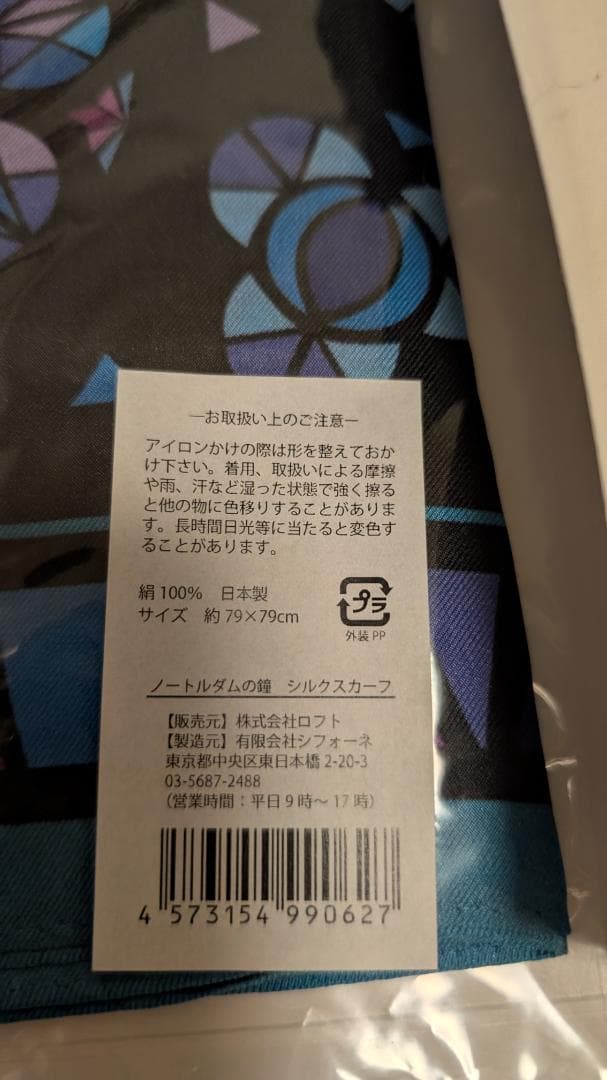 ―お取扱い上のご注意―
アイロンかけの際は形を整えておか
け下さい。着用、取扱いによる摩擦
や雨、汗など湿った状態で強く擦る
と他の物に色移りすることがありま
す。長時間日光等に当たると変色す
ることがあります。
絹100%　日本製
サイズ　約79×79cm
プラ
外装PP
ノートルダムの鐘　シルクスカーフ
【販売元】株式会社ロフト
【製造元】有限会社シフォーネ
東京都中央区東日本橋2-20-3
03-5687-2488
（営業時間：平日9時～17時）
4 573154 990627